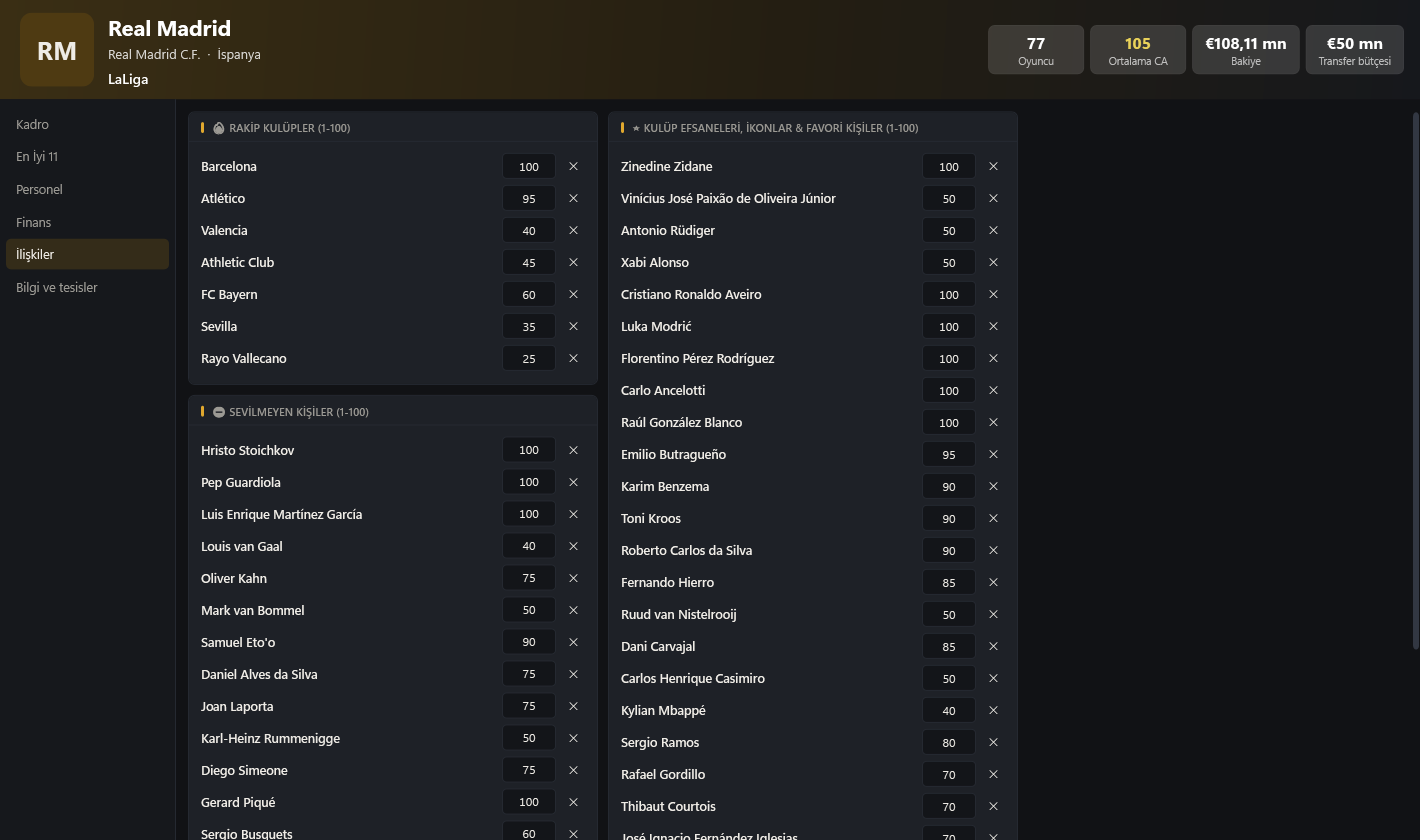 RM
Real Madrid
Real Madrid C.F. · İspanya
LaLiga
77
Oyuncu
105
Ortalama CA
€108,11 mn
Bakiye
€50 mn
Transfer bütçesi
Kadro
En İyi 11
Personel
Finans
İlişkiler
Bilgi ve tesisler
RAKİP KULÜPLER (1-100)
Barcelona 100 ×
Atlético 95 ×
Valencia 40 ×
Athletic Club 45 ×
FC Bayern 60 ×
Sevilla 35 ×
Rayo Vallecano 25 ×
SEVİLMEYEN KİŞİLER (1-100)
Hristo Stoichkov 100 ×
Pep Guardiola 100 ×
Luis Enrique Martínez García 100 ×
Louis van Gaal 40 ×
Oliver Kahn 75 ×
Mark van Bommel 50 ×
Samuel Eto'o 90 ×
Daniel Alves da Silva 75 ×
Joan Laporta 75 ×
Karl-Heinz Rummenigge 50 ×
Diego Simeone 75 ×
Gerard Piqué 100 ×
Sergio Busquets 60 ×
★ KULÜP EFSANELERİ, İKONLAR & FAVORİ KİŞİLER (1-100)
Zinedine Zidane 100 ×
Vinícius José Paixão de Oliveira Júnior 50 ×
Antonio Rüdiger 50 ×
Xabi Alonso 50 ×
Cristiano Ronaldo Aveiro 100 ×
Luka Modrić 100 ×
Florentino Pérez Rodríguez 100 ×
Carlo Ancelotti 100 ×
Raúl González Blanco 100 ×
Emilio Butragueño 95 ×
Karim Benzema 90 ×
Toni Kroos 90 ×
Roberto Carlos da Silva 90 ×
Fernando Hierro 85 ×
Ruud van Nistelrooij 50 ×
Dani Carvajal 85 ×
Carlos Henrique Casimiro 50 ×
Kylian Mbappé 40 ×
Sergio Ramos 80 ×
Rafael Gordillo 70 ×
Thibaut Courtois 70 ×
José Ignacio Fernández Iglesias 70 ×